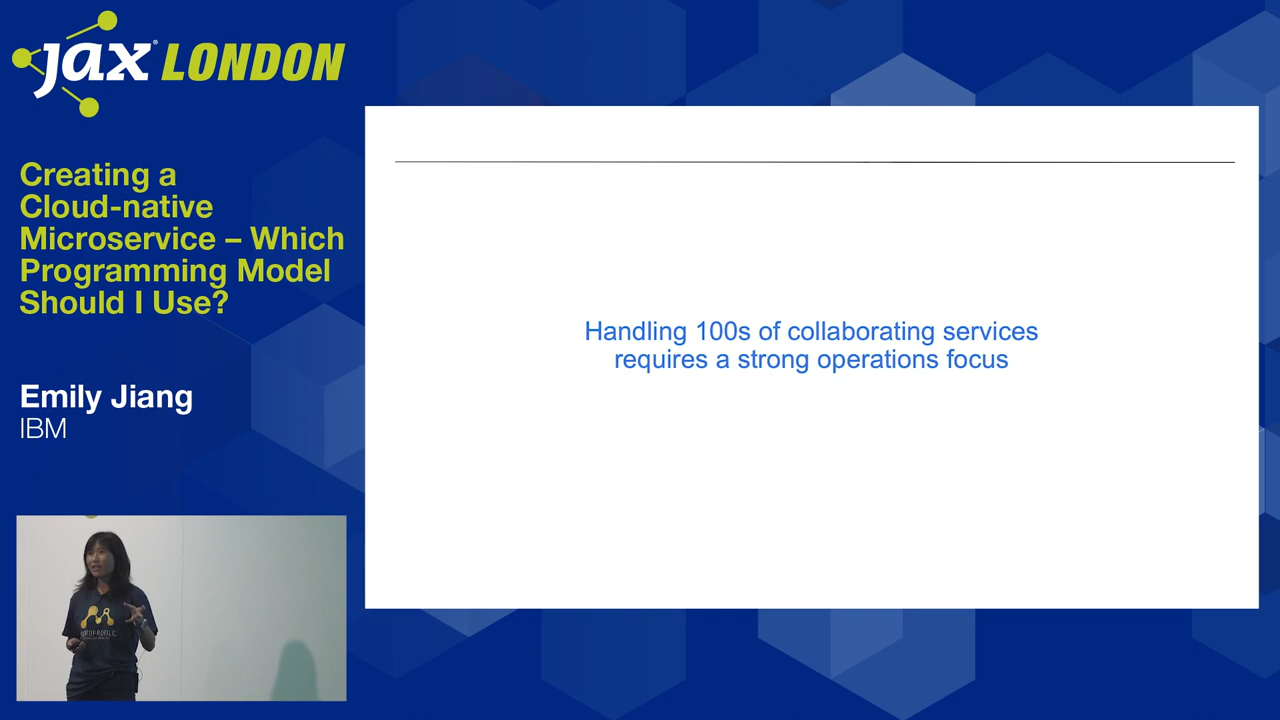 jax® LONDON
Creating a
Cloud-native
Microservice – Which
Programming Model
Should I Use?
Emily Jiang
IBM
Handling 100s of collaborating services
requires a strong operations focus